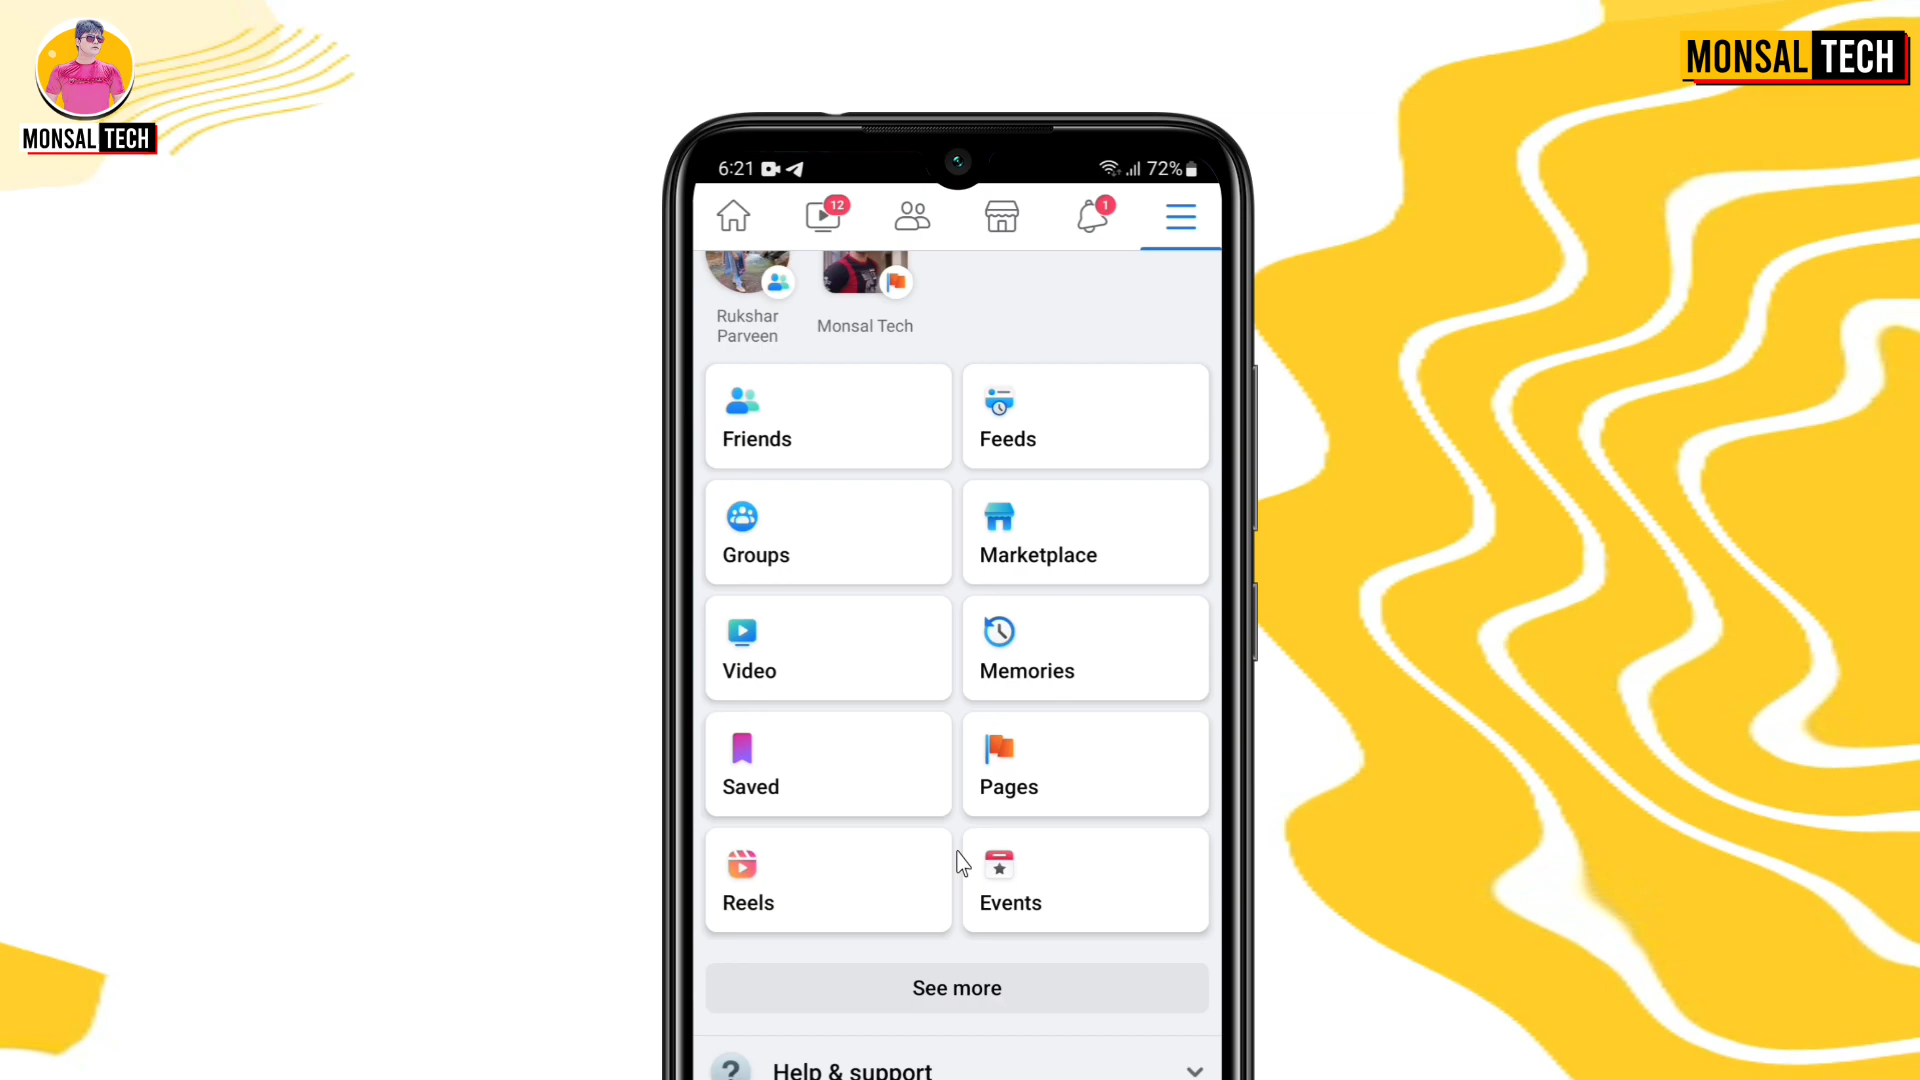 MONSAL TECH
MONSAL TECH
6:21
72%
12
1
Rukshar
Parveen
Monsal Tech
Friends
Feeds
Groups
Marketplace
Video
Memories
Saved
Pages
Reels
Events
See more
?
Help & support